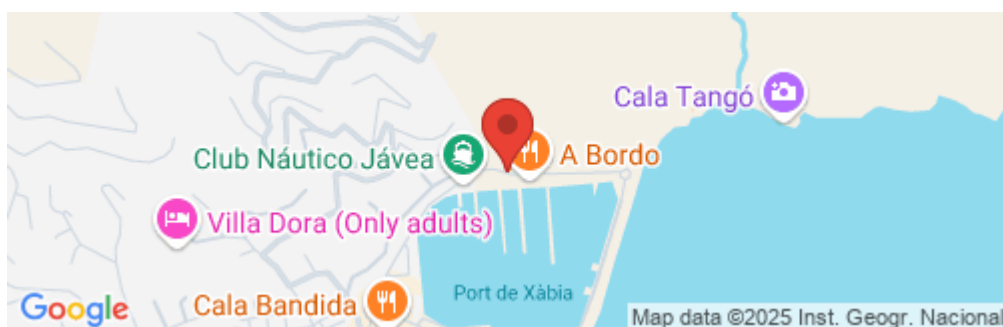 Cala Tangó
Club Náutico Jávea
A Bordo
Villa Dora (Only adults)
Port de Xàbia
Cala Bandida
Google
Map data ©2025 Inst. Geogr. Nacional